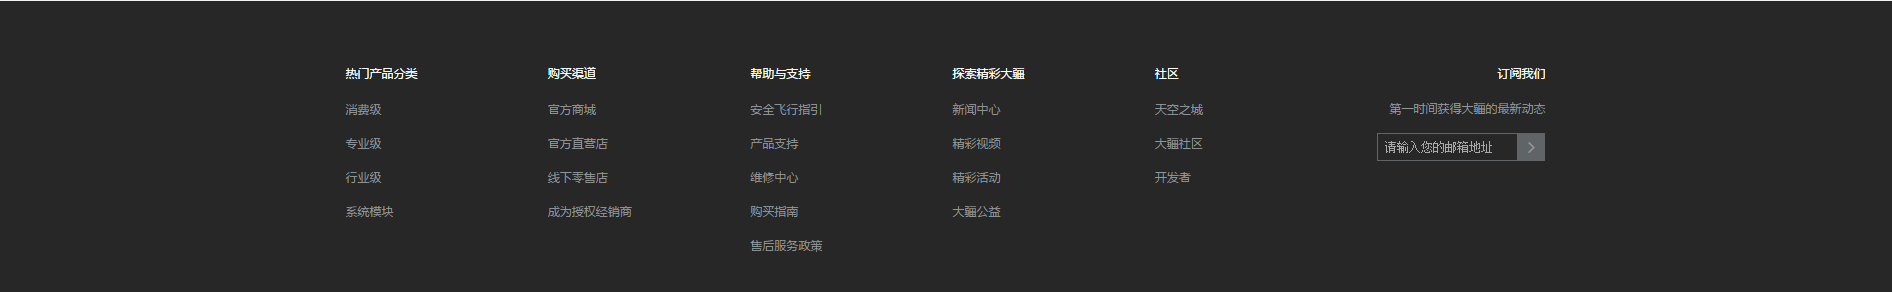 热门产品分类
消费级
专业级
行业级
系统模块
购买渠道
官方商城
官方直营店
线下零售店
成为授权经销商
帮助与支持
安全飞行指引
产品支持
维修中心
购买指南
售后服务政策
探索精彩大疆
新闻中心
精彩视频
精彩活动
大疆公益
社区
天空之城
大疆社区
开发者
订阅我们
第一时间获得大疆的最新动态
请输入您的邮箱地址